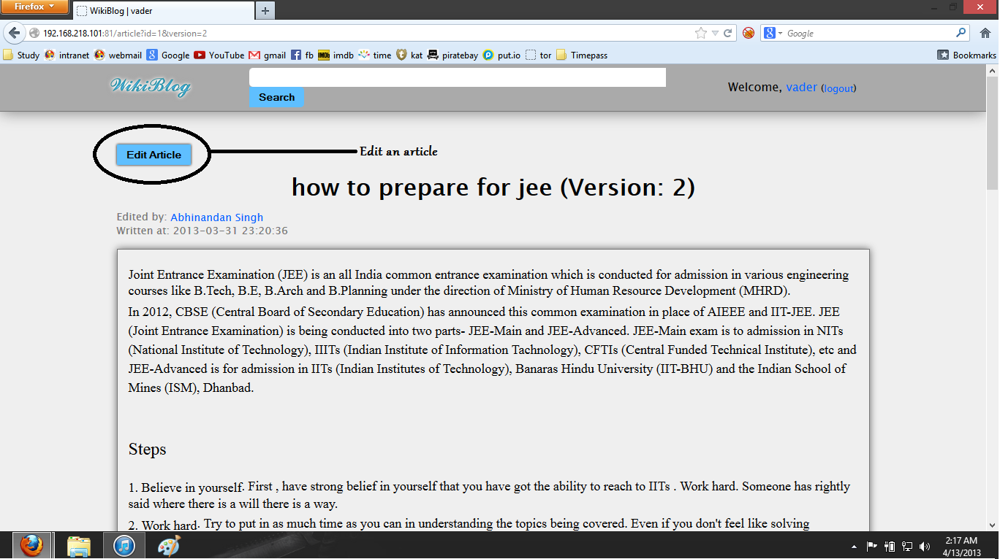 Firefox
WikiBlog | vader
192.168.218.101:81/article?id=1&version=2
Google
Study intranet webmail Google YouTube gmail fb imdb time kat piratebay put.io tor Timepass Bookmarks
WikiBlog
Search
Welcome, vader (logout)
Edit Article
Edit an article
how to prepare for jee (Version: 2)
Edited by: Abhinandan Singh
Written at: 2013-03-31 23:20:36
Joint Entrance Examination (JEE) is an all India common entrance examination which is conducted for admission in various engineering
courses like B.Tech, B.E, B.Arch and B.Planning under the direction of Ministry of Human Resource Development (MHRD).
In 2012, CBSE (Central Board of Secondary Education) has announced this common examination in place of AIEEE and IIT-JEE. JEE
(Joint Entrance Examination) is being conducted into two parts- JEE-Main and JEE-Advanced. JEE-Main exam is to admission in NITs
(National Institute of Technology), IIITs (Indian Institute of Information Tachnology), CFTIs (Central Funded Technical Institute), etc and
JEE-Advanced is for admission in IITs (Indian Institutes of Technology), Banaras Hindu University (IIT-BHU) and the Indian School of
Mines (ISM), Dhanbad.
Steps
1. Believe in yourself. First , have strong belief in yourself that you have got the ability to reach to IITs . Work hard. Someone has rightly
said where there is a will there is a way.
2. Work hard. Try to put in as much time as you can in understanding the topics being covered. Even if you don't feel like solving
2:17 AM
4/13/2013